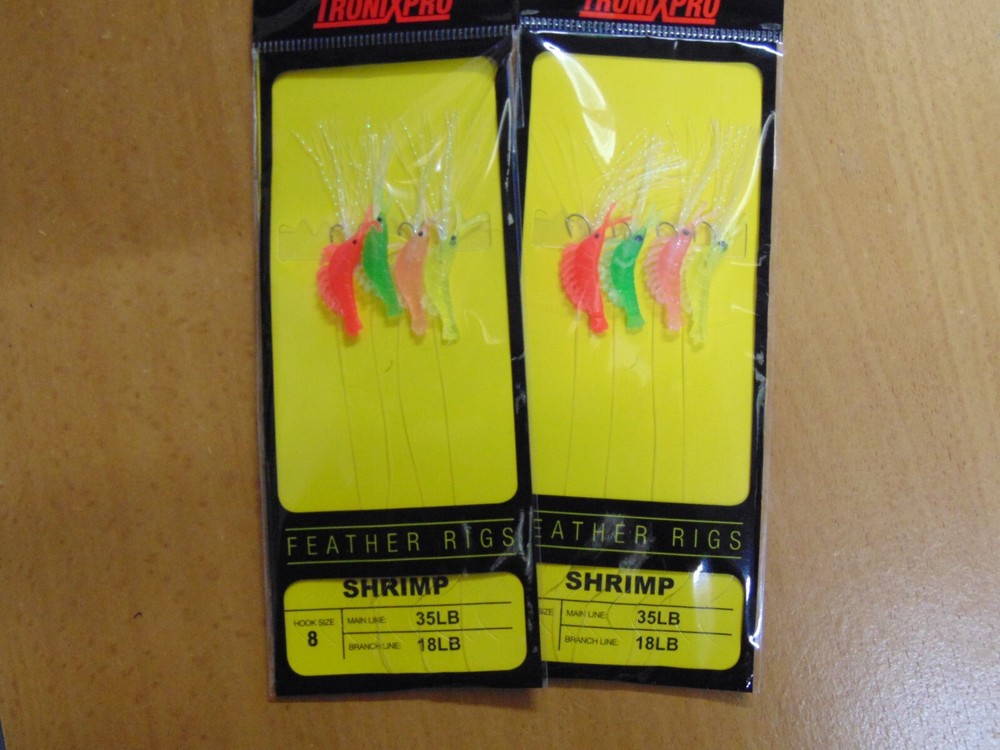 TRONIXPRO
FEATHER RIGS
SHRIMP
HOOK SIZE
8
MAIN LINE: 35LB
BRANCH LINE: 18LB
TRONIXPRO
EATHER RIGS
SHRIMP
SIZE
MAIN LINE: 35LB
BRANCH LINE: 18LB